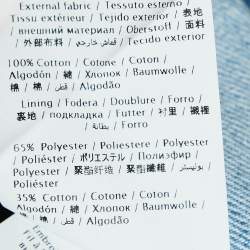 External fabric / Tessuto esterno /
Tissu extérieur / Tejido exterior / 表地
/ внешний материал / Oberstoff / 面料
/ 外部布料 / قماش خارجي / Tecido exterior
100% Cotton / Cotone / Coton /
Algodón / 綿 / Хлопок / Baumwolle /
棉 / 棉 / قطن / Algodão
Lining / Fodera / Doublure / Forro /
裏地 / подкладка / Futter / 衬里 / 襯裡
/ بطانة / Forro
65% Polyester / Poliestere /
Polyester / Poliéster /
Poliéster / ポリエステル / Полиэфир /
Polyester / 聚酯纤维 / 聚酯纖維 / بوليستر /
Poliéster
35% Cotton / Cotone / Coton /
Algodón / 綿 / Хлопок / Baumwolle /
棉 / 棉 / قطن / Algodão